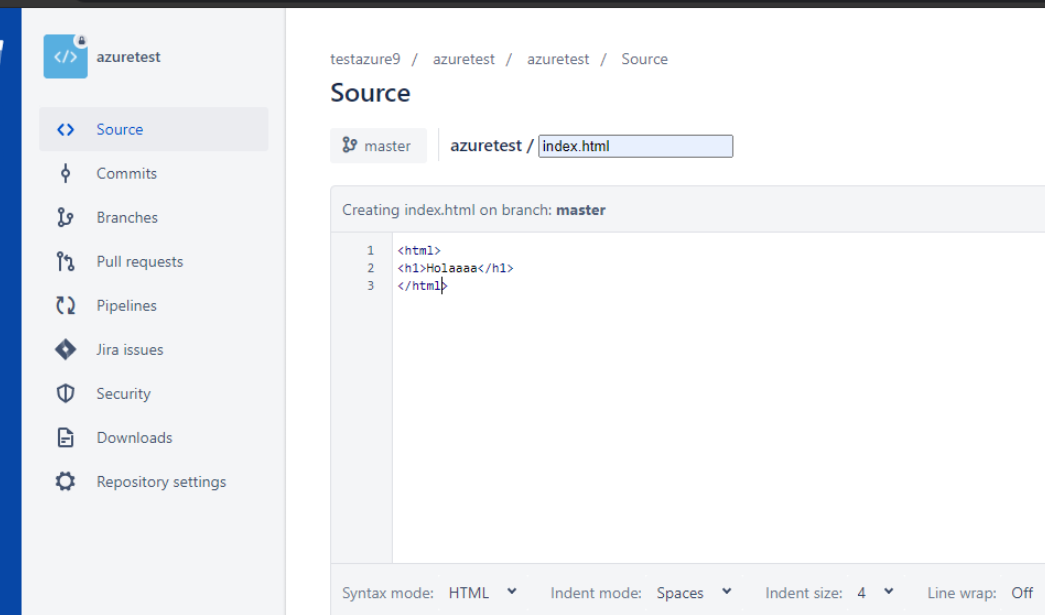 azuretest
Source
Commits
Branches
Pull requests
Pipelines
Jira issues
Security
Downloads
Repository settings
testazure9 / azuretest / azuretest / Source
Source
master azuretest / index.html
Creating index.html on branch: master
1 <html>
2 <h1>Holaaaa</h1>
3 </html>
Syntax mode: HTML Indent mode: Spaces Indent size: 4 Line wrap: Off